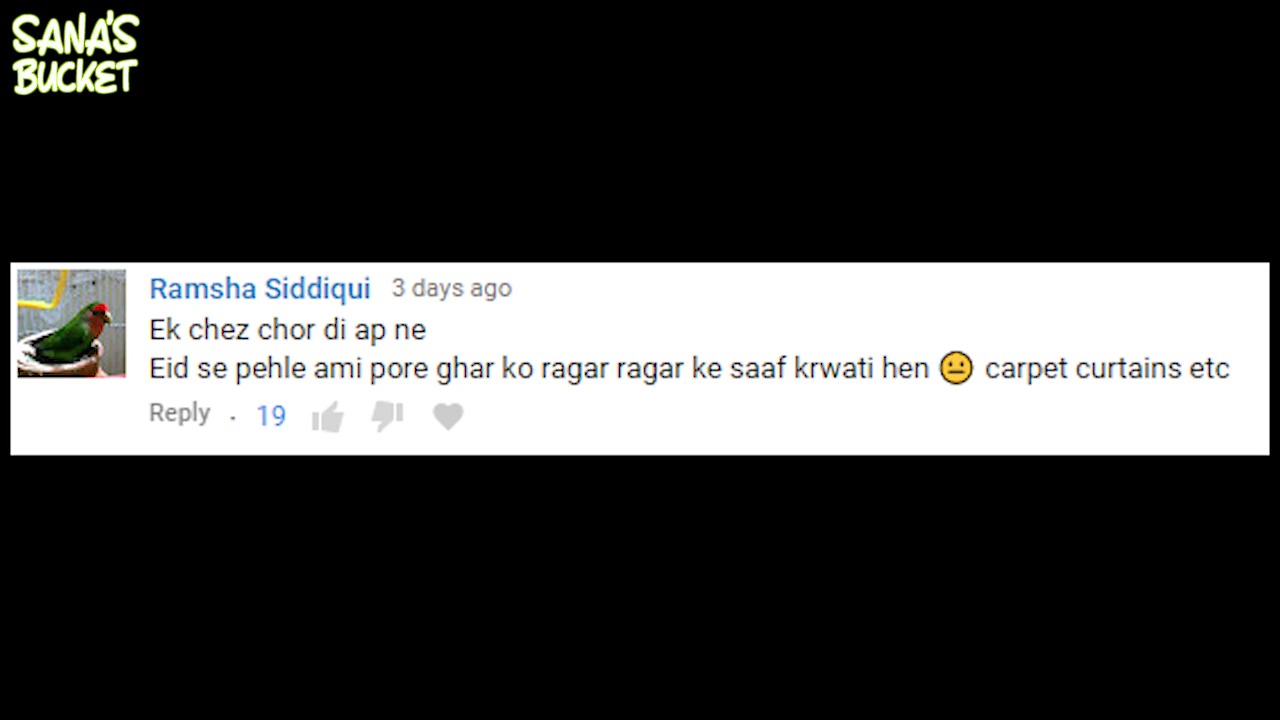 SANA'S
BUCKET
Ramsha Siddiqui 3 days ago
Ek chez chor di ap ne
Eid se pehle ami pore ghar ko ragar ragar ke saaf krwati hen 😐 carpet curtains etc
Reply . 19